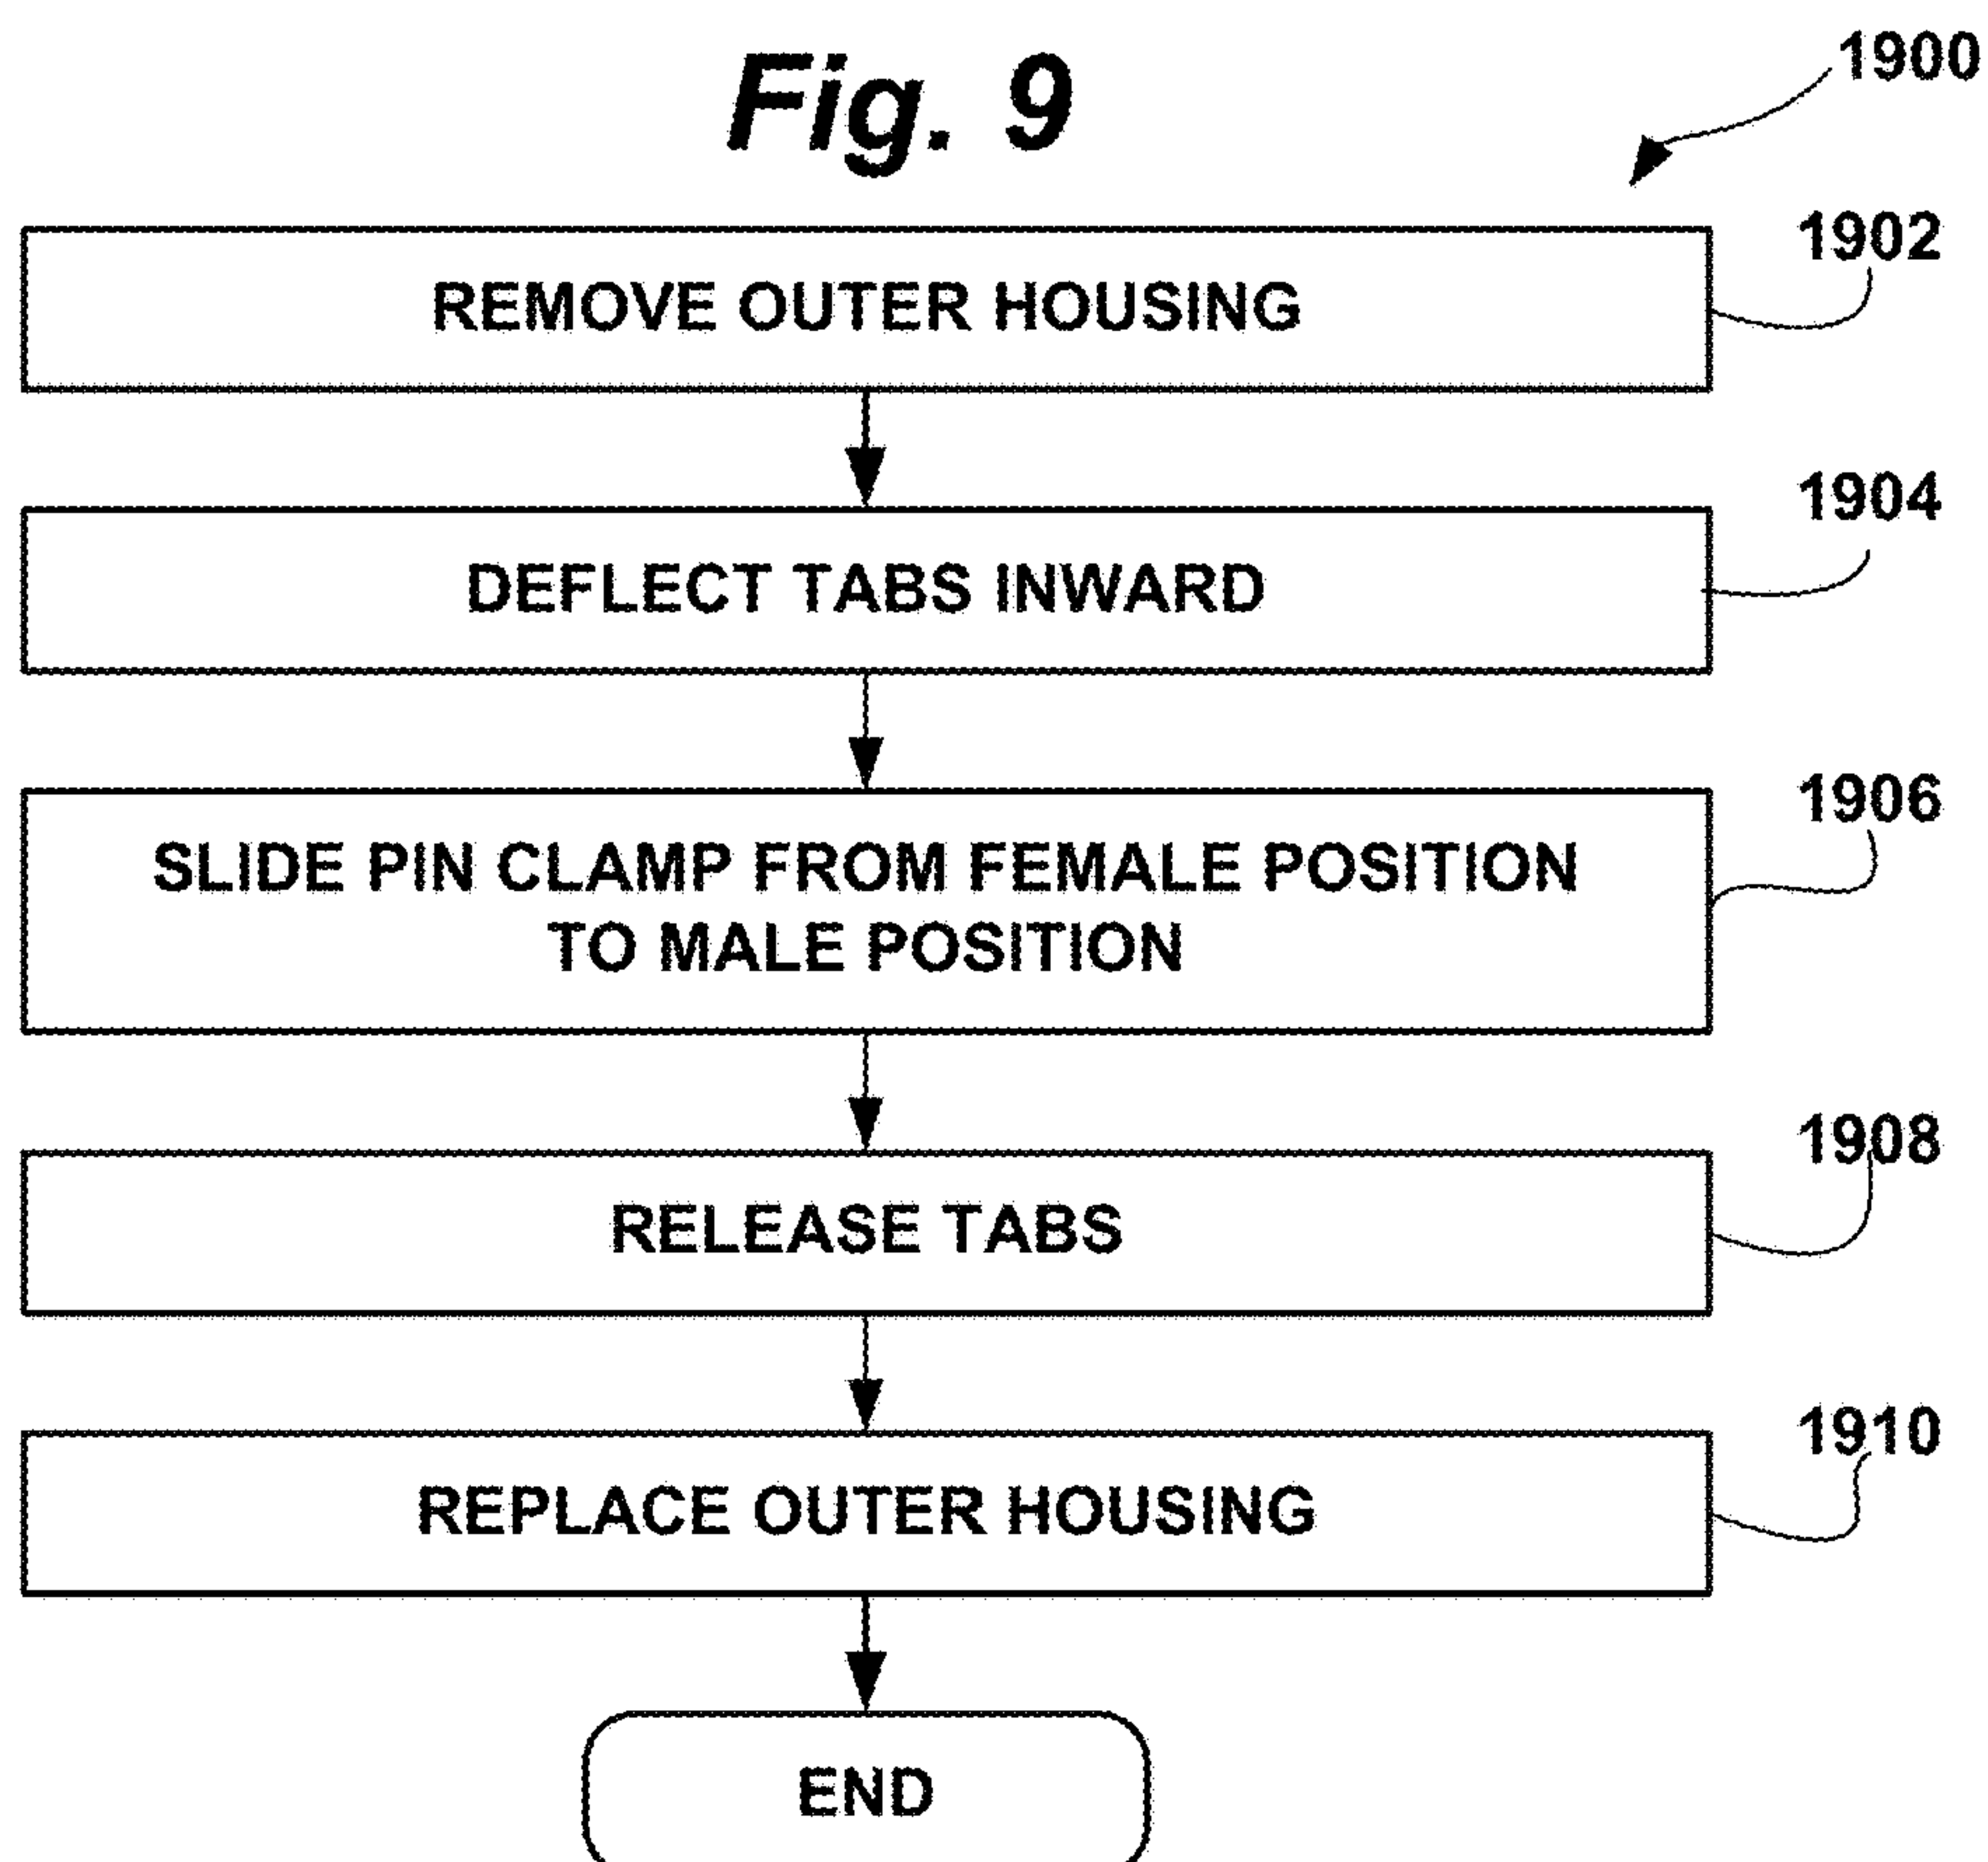 Fig. 9
1900
1902
REMOVE OUTER HOUSING
1904
DEFLECT TABS INWARD
1906
SLIDE PIN CLAMP FROM FEMALE POSITION
TO MALE POSITION
1908
RELEASE TABS
1910
REPLACE OUTER HOUSING
END